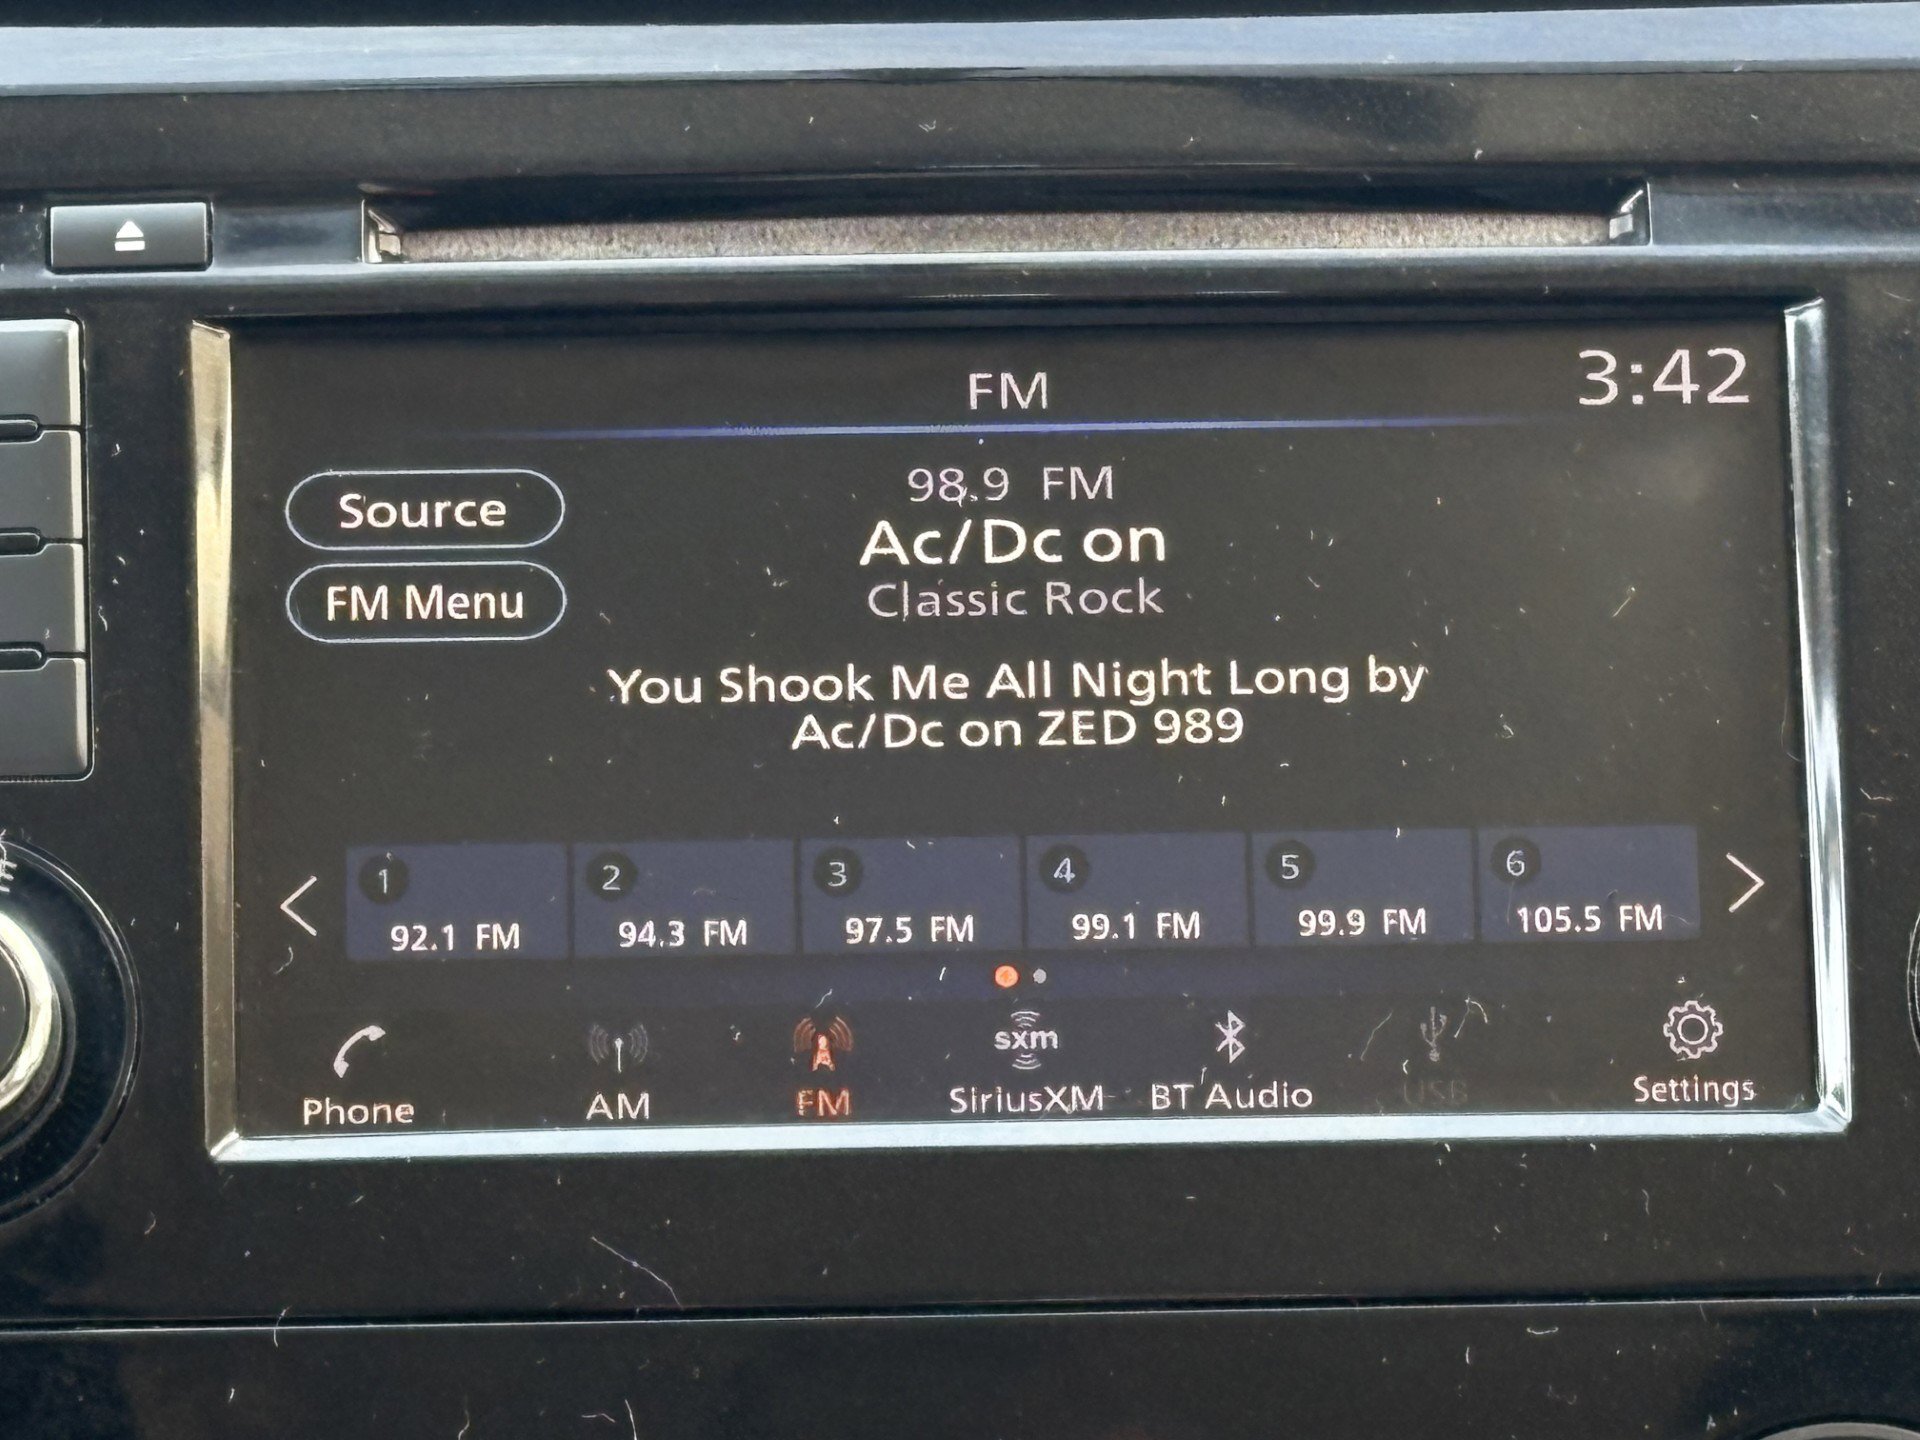 FM
3:42
98.9 FM
Source
Ac/Dc on
Classic Rock
FM Menu
You Shook Me All Night Long by
Ac/Dc on ZED 989
1
2
3
4
5
6
92.1 FM
94.3 FM
97.5 FM
99.1 FM
99.9 FM
105.5 FM
sxm
Phone
AM
FM
SiriusXM
BT Audio
USB
Settings